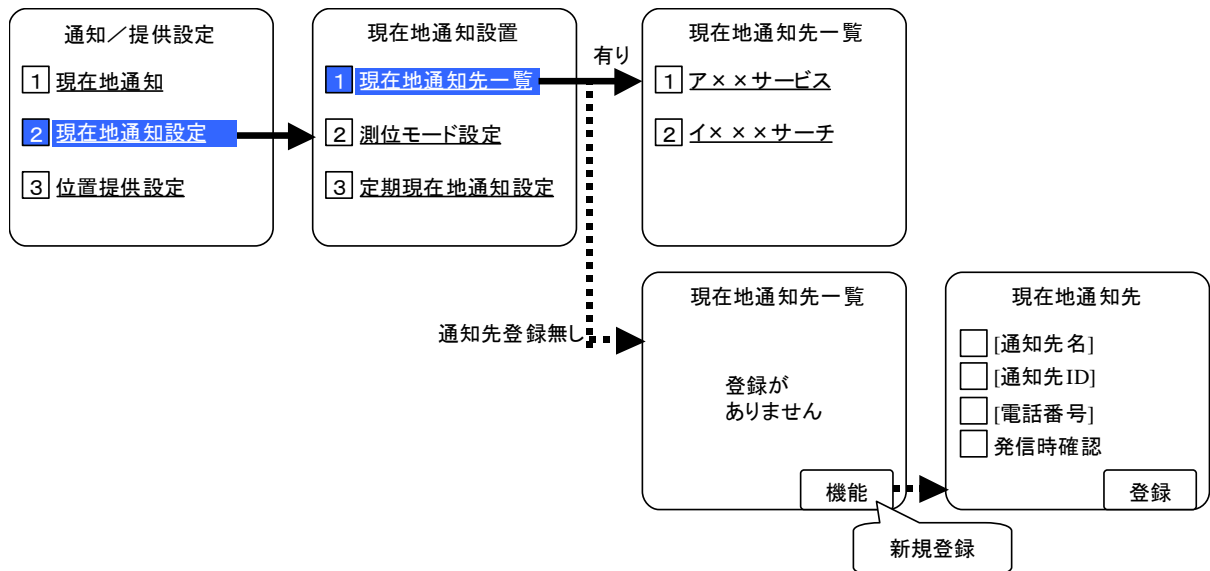 通知／提供設定
1 現在地通知
2 現在地通知設定
3 位置提供設定
現在地通知設置
1 現在地通知先一覧
2 測位モード設定
3 定期現在地通知設定
有り
現在地通知先一覧
1 ア××サービス
2 イ×××サーチ
通知先登録無し
現在地通知先一覧
登録が
ありません
機能
新規登録
現在地通知先
[通知先名]
[通知先ID]
[電話番号]
発信時確認
登録